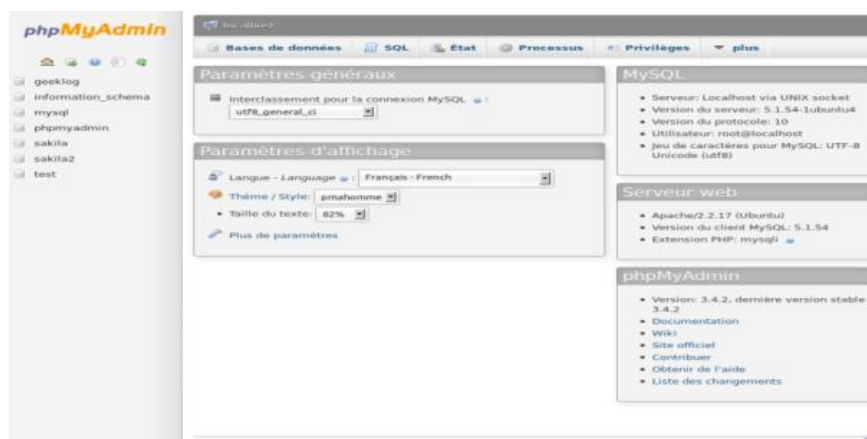 phpMyAdmin
geeklog
information_schema
mysql
phpmyadmin
sakila
sakila2
test
localhost
Bases de données
SQL
État
Processus
Privilèges
plus
Paramètres généraux
Interclassement pour la connexion MySQL :
utf8_general_ci
Paramètres d'affichage
Langue - Language : Français - French
Thème / Style: pmahomme
Taille du texte: 82%
Plus de paramètres
MySQL
Serveur: Localhost via UNIX socket
Version du serveur: 5.1.54-1ubuntu4
Version du protocole: 10
Utilisateur: root@localhost
Jeu de caractères pour MySQL: UTF-8
Unicode (utf8)
Serveur web
Apache/2.2.17 (Ubuntu)
Version du client MySQL: 5.1.54
Extension PHP: mysqli
phpMyAdmin
Version: 3.4.2, dernière version stable
3.4.2
Documentation
Wiki
Site officiel
Contribuer
Obtenir de l'aide
Liste des changements